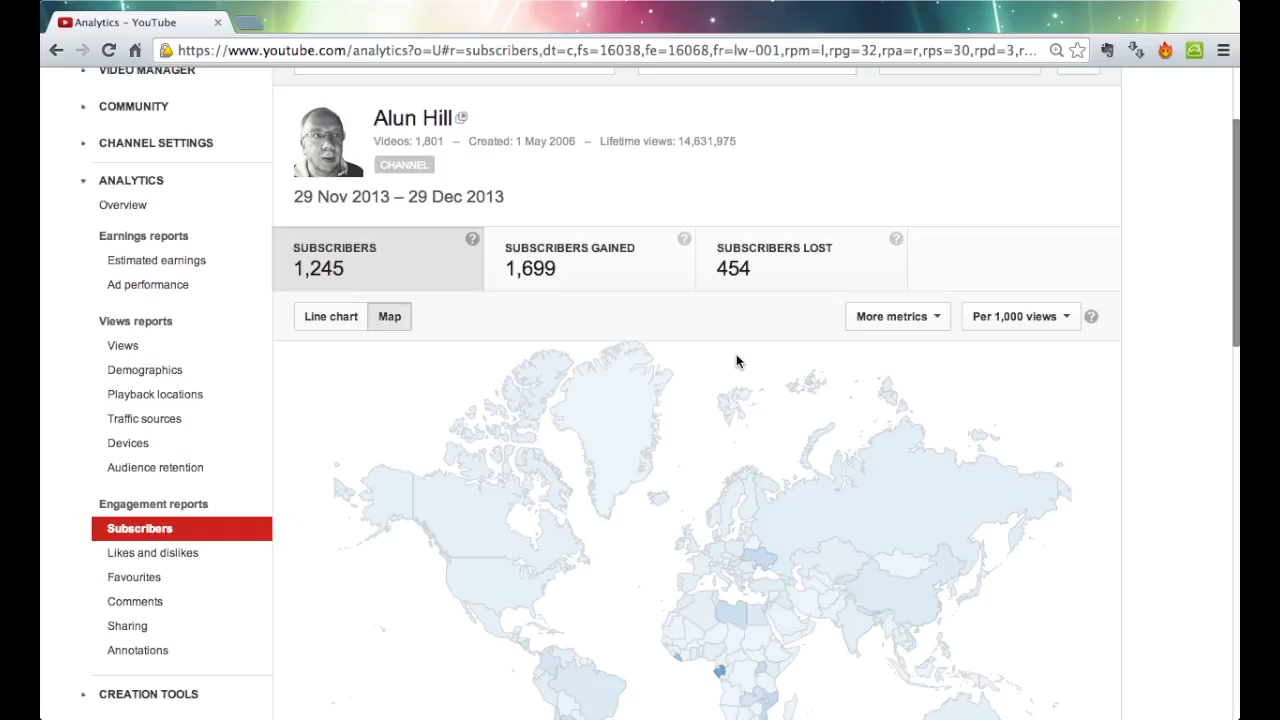 Analytics - YouTube
https://www.youtube.com/analytics?o=U#r=subscribers,dt=c,fs=16038,fe=16068,fr=lw-001,rpm=l,rpg=32,rpa=r,rps=30,rpd=3,r...
VIDEO MANAGER
COMMUNITY
CHANNEL SETTINGS
ANALYTICS
Overview
Earnings reports
Estimated earnings
Ad performance
Views reports
Views
Demographics
Playback locations
Traffic sources
Devices
Audience retention
Engagement reports
Subscribers
Likes and dislikes
Favourites
Comments
Sharing
Annotations
CREATION TOOLS
Alun Hill
Videos: 1,801 – Created: 1 May 2006 – Lifetime views: 14,631,975
CHANNEL
29 Nov 2013 – 29 Dec 2013
SUBSCRIBERS ?
1,245
SUBSCRIBERS GAINED ?
1,699
SUBSCRIBERS LOST ?
454
Line chart Map More metrics Per 1,000 views ?